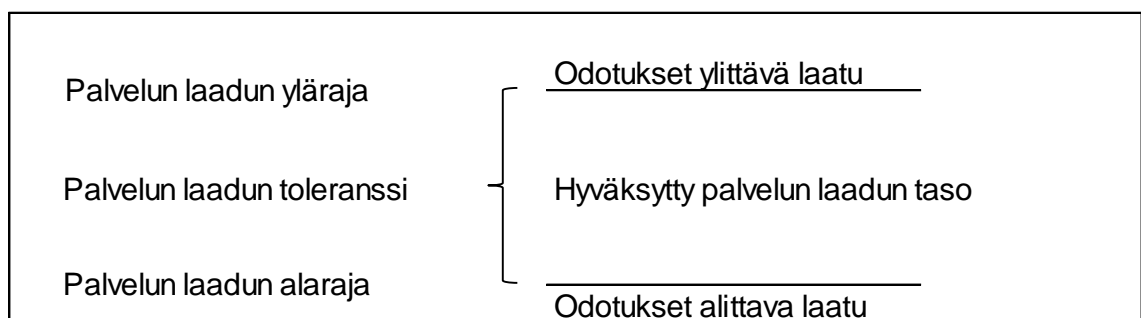 Odotukset ylittävä laatu
Palvelun laadun yläraja
Palvelun laadun toleranssi
Hyväksytty palvelun laadun taso
Palvelun laadun alaraja
Odotukset alittava laatu